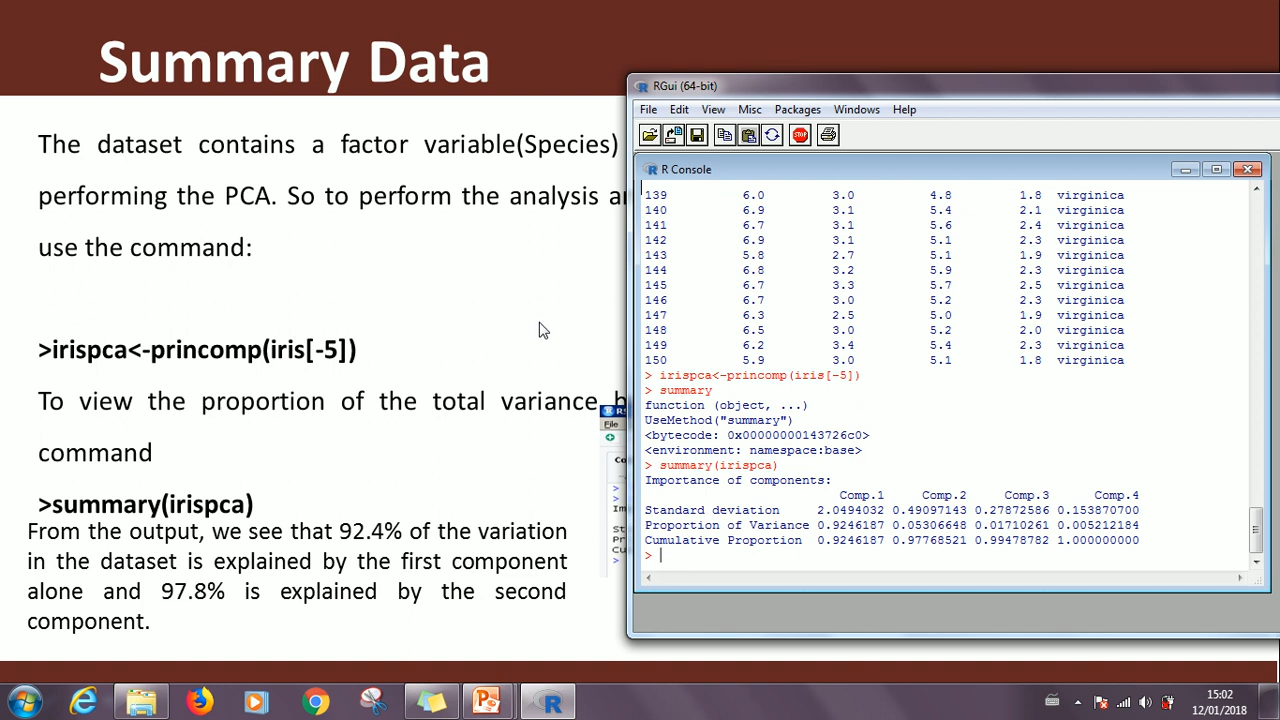 Summary Data
The dataset contains a factor variable(Species)
performing the PCA. So to perform the analysis
use the command:
>irispca<-princomp(iris[-5])
To view the proportion of the total variance
command
>summary(irispca)
From the output, we see that 92.4% of the variation
in the dataset is explained by the first component
alone and 97.8% is explained by the second
component.
File
RGui (64-bit)
File Edit View Misc Packages Windows Help
STOP
R Console
139 6.0 3.0 4.8 1.8 virginica
140 6.9 3.1 5.4 2.1 virginica
141 6.7 3.1 5.6 2.4 virginica
142 6.9 3.1 5.1 2.3 virginica
143 5.8 2.7 5.1 1.9 virginica
144 6.8 3.2 5.9 2.3 virginica
145 6.7 3.3 5.7 2.5 virginica
146 6.7 3.0 5.2 2.3 virginica
147 6.3 2.5 5.0 1.9 virginica
148 6.5 3.0 5.2 2.0 virginica
149 6.2 3.4 5.4 2.3 virginica
150 5.9 3.0 5.1 1.8 virginica
> irispca<-princomp(iris[-5])
> summary
function (object, ...)
UseMethod("summary")
<bytecode: 0x00000000143726c0>
<environment: namespace:base>
> summary(irispca)
Importance of components:
Comp.1 Comp.2 Comp.3 Comp.4
Standard deviation 2.0494032 0.49097143 0.27872586 0.153870700
Proportion of Variance 0.9246187 0.05306648 0.01710261 0.005212184
Cumulative Proportion 0.9246187 0.97768521 0.99478782 1.000000000
>
15:02
12/01/2018